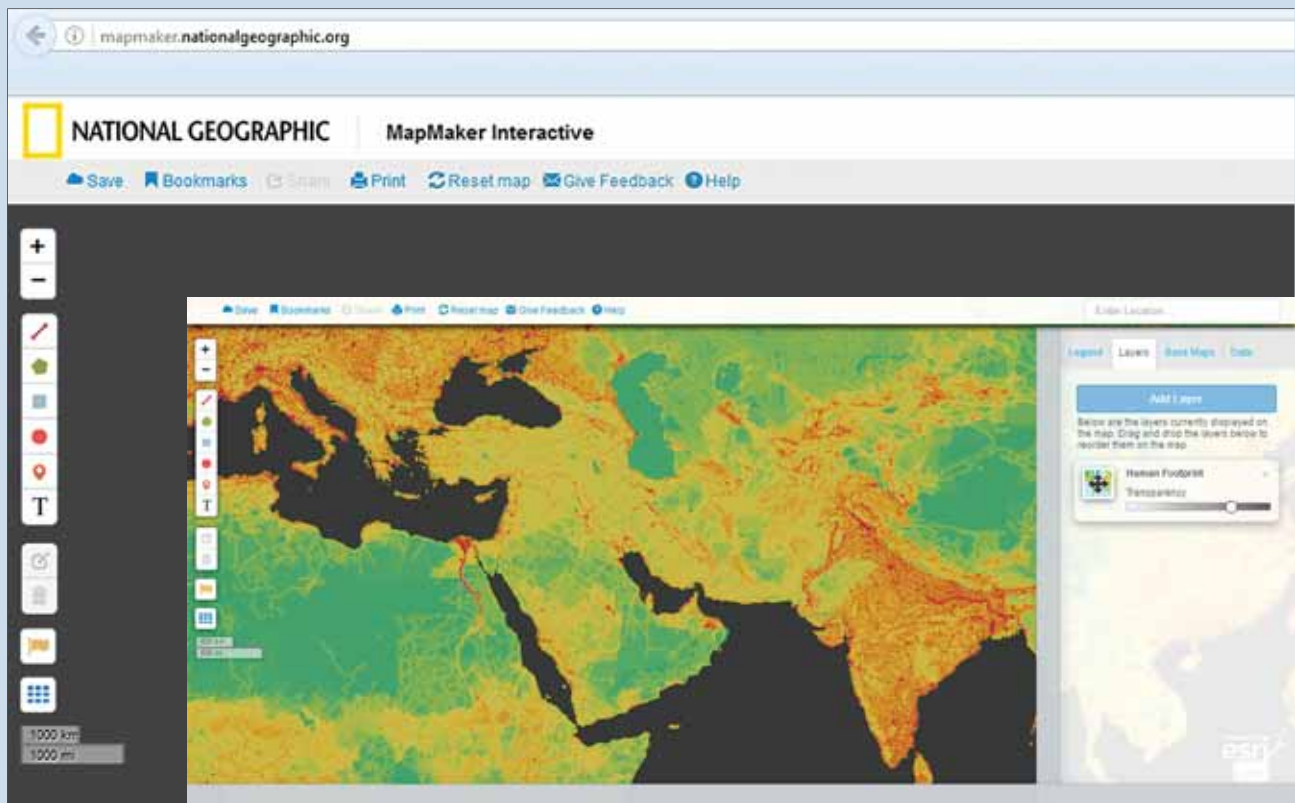 mapmaker.nationalgeographic.org
NATIONAL GEOGRAPHIC MapMaker Interactive
Save Bookmarks Share Print Reset map Give Feedback Help
T
1000 km
1000 mi
Save Bookmarks Share Print Reset map Give Feedback Help
Enter Location
T
Legend Layers Base Maps Data
Add Layer
Below are the layers currently displayed on
the map. Drag and drop the layers below to
reorder them on the map.
Human Footprint
Transparency
esri